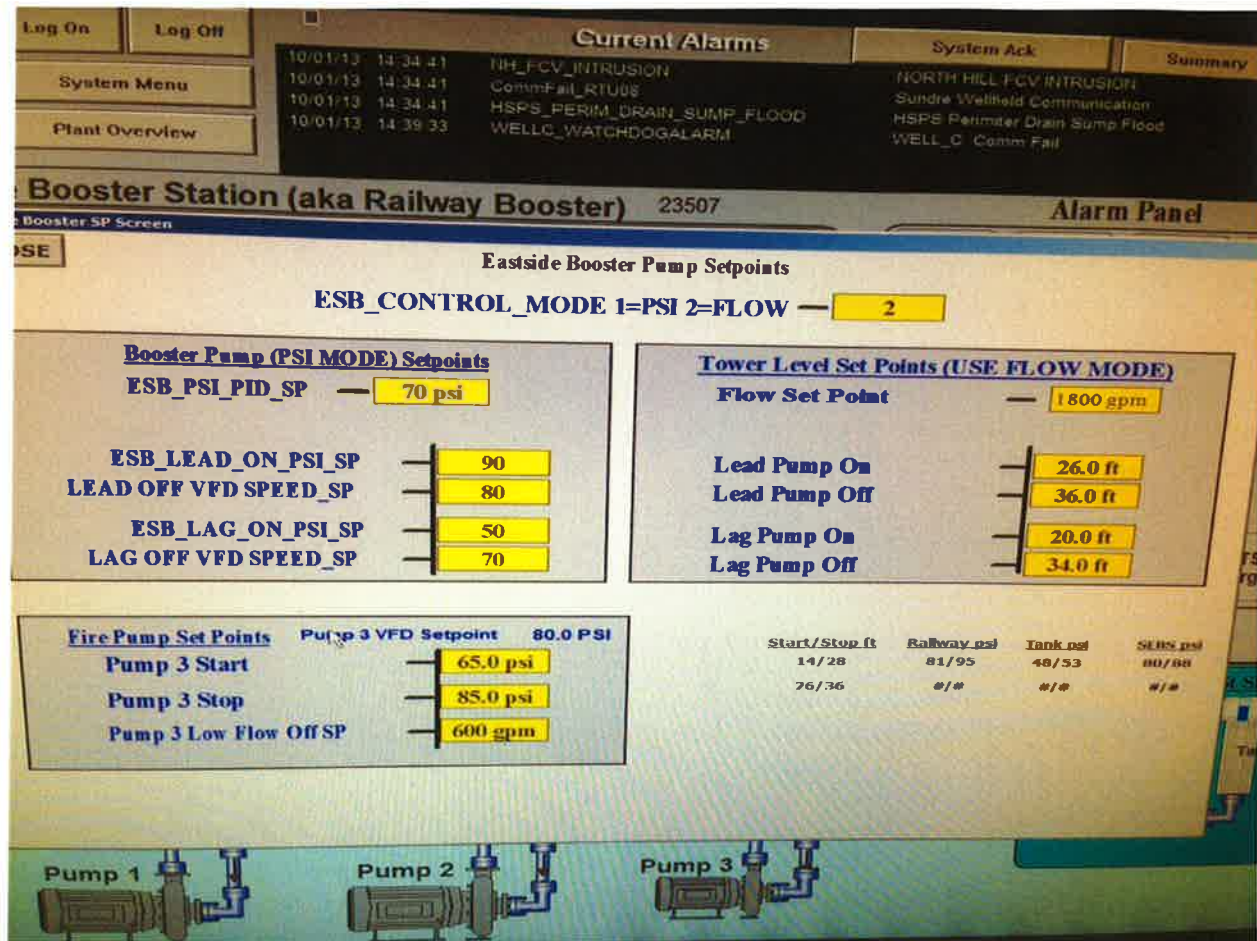 Log On Log Off
Current Alarms System Ack Summary
System Menu
Plant Overview
10/01/13 14 34 41 NH_FCV_INTRUSION NORTH HILL FCV INTRUSION
10/01/13 14 34 41 CommFail_RTU08 Sundre Wellfield Communication
10/01/13 14 34 41 HSPS_PERIM_DRAIN_SUMP_FLOOD HSPS Perimiter Drain Sump Flood
10/01/13 14 39 33 WELLC_WATCHDOGALARM WELL_C Comm Fail
Booster Station (aka Railway Booster) 23507 Alarm Panel
Booster SP Screen
OSE
Eastside Booster Pump Setpoints
ESB_CONTROL_MODE 1=PSI 2=FLOW 2
Booster Pump (PSI MODE) Setpoints
ESB_PSI_PID_SP 70 psi
ESB_LEAD_ON_PSI_SP 90
LEAD OFF VFD SPEED_SP 80
ESB_LAG_ON_PSI_SP 50
LAG OFF VFD SPEED_SP 70
Tower Level Set Points (USE FLOW MODE)
Flow Set Point 1800 gpm
Lead Pump On 26.0 ft
Lead Pump Off 36.0 ft
Lag Pump On 20.0 ft
Lag Pump Off 34.0 ft
Fire Pump Set Points Pump 3 VFD Setpoint 80.0 PSI
Pump 3 Start 65.0 psi
Pump 3 Stop 85.0 psi
Pump 3 Low Flow Off SP 600 gpm
Start/Stop ft Railway psi Tank psi SEBS psi
14/28 81/95 48/53 80/88
26/36 #/# #/# #/#
Pump 1 Pump 2 Pump 3